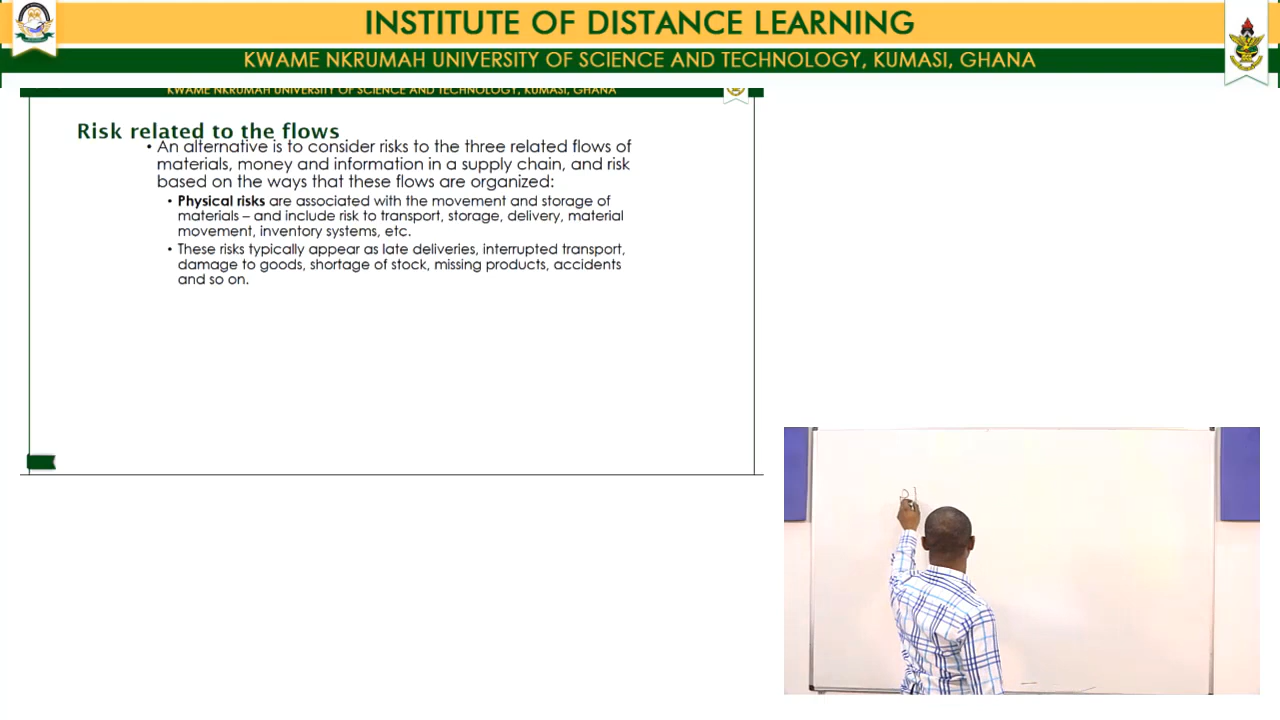 INSTITUTE OF DISTANCE LEARNING
KWAME NKRUMAH UNIVERSITY OF SCIENCE AND TECHNOLOGY, KUMASI, GHANA
KWAME NKRUMAH UNIVERSITY OF SCIENCE AND TECHNOLOGY, KUMASI, GHANA
Risk related to the flows
• An alternative is to consider risks to the three related flows of
materials, money and information in a supply chain, and risk
based on the ways that these flows are organized:
• Physical risks are associated with the movement and storage of
materials – and include risk to transport, storage, delivery, material
movement, inventory systems, etc.
• These risks typically appear as late deliveries, interrupted transport,
damage to goods, shortage of stock, missing products, accidents
and so on.